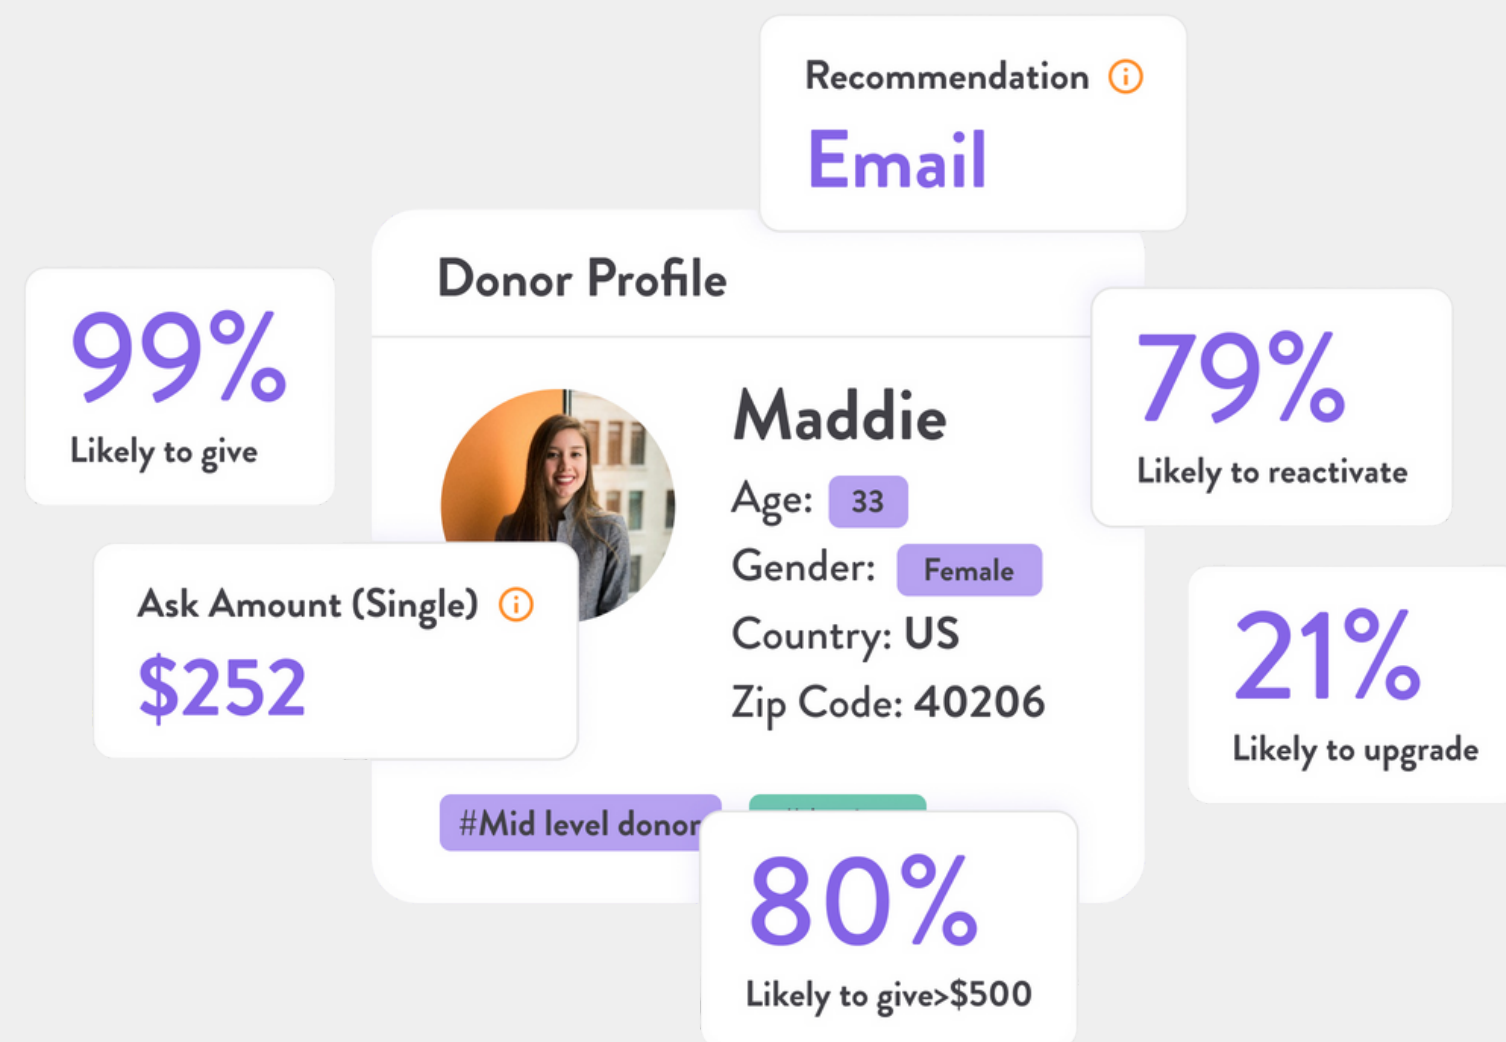 Recommendation
Email
Donor Profile
99%
Likely to give
Maddie
Age: 33
Gender: Female
Country: US
Zip Code: 40206
79%
Likely to reactivate
Ask Amount (Single)
$252
21%
Likely to upgrade
#Mid level donor
80%
Likely to give>$500